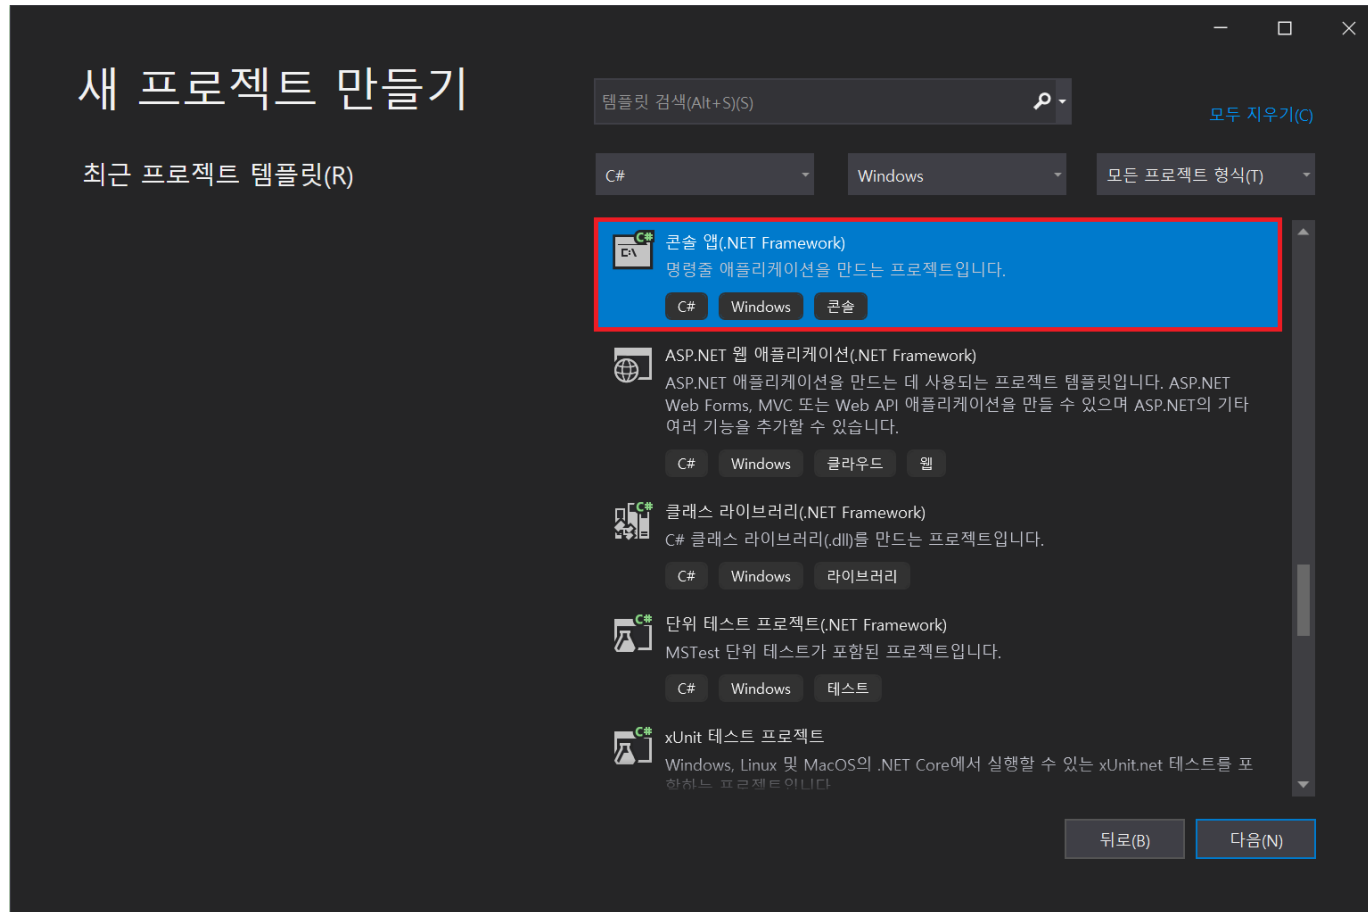 새 프로젝트 만들기
템플릿 검색(Alt+S)(S)
모두 지우기(C)
최근 프로젝트 템플릿(R)
C#
Windows
모든 프로젝트 형식(T)
C#
C:\
콘솔 앱(.NET Framework)
명령줄 애플리케이션을 만드는 프로젝트입니다.
C#
Windows
콘솔
ASP.NET 웹 애플리케이션(.NET Framework)
ASP.NET 애플리케이션을 만드는 데 사용되는 프로젝트 템플릿입니다. ASP.NET
Web Forms, MVC 또는 Web API 애플리케이션을 만들 수 있으며 ASP.NET의 기타
여러 기능을 추가할 수 있습니다.
C#
Windows
클라우드
웹
C#
클래스 라이브러리(.NET Framework)
C# 클래스 라이브러리(.dll)를 만드는 프로젝트입니다.
C#
Windows
라이브러리
C#
단위 테스트 프로젝트(.NET Framework)
MSTest 단위 테스트가 포함된 프로젝트입니다.
C#
Windows
테스트
C#
xUnit 테스트 프로젝트
Windows, Linux 및 MacOS의 .NET Core에서 실행할 수 있는 xUnit.net 테스트를 포
함하는 프로젝트입니다
뒤로(B)
다음(N)